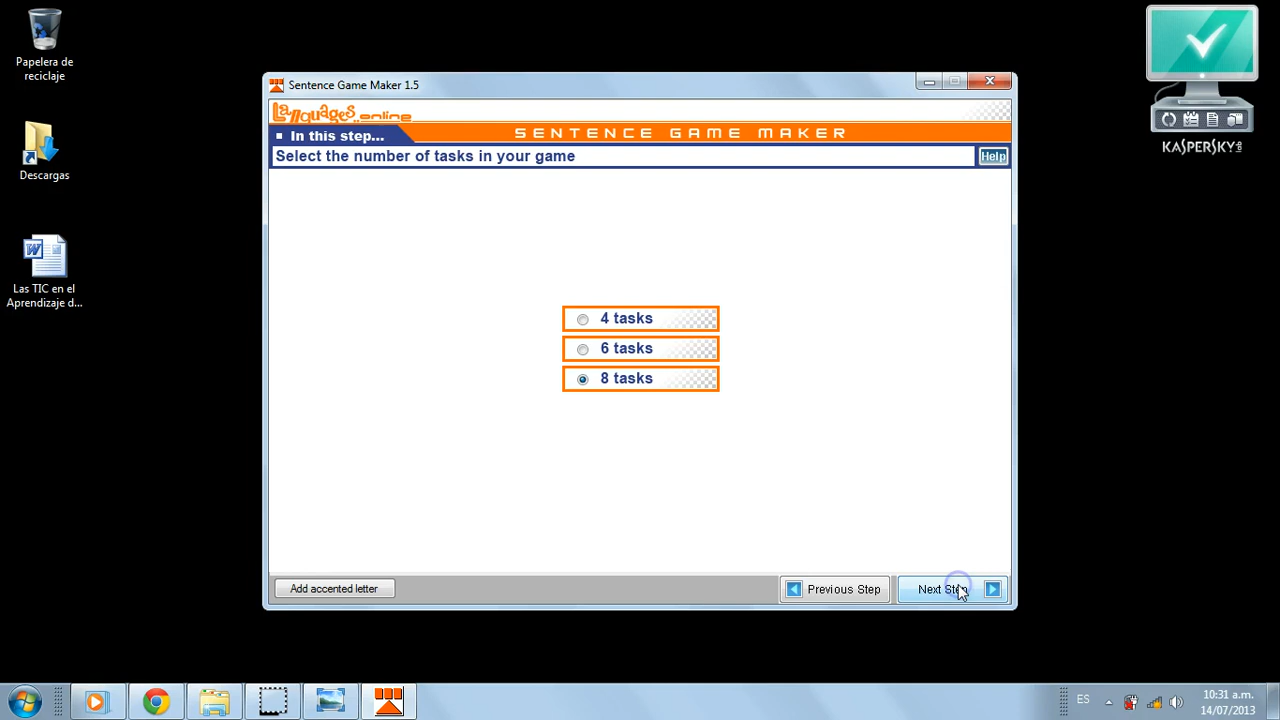 Papelera de
reciclaje
Descargas
Las TIC en el
Aprendizaje d...
KASPERSKY
Sentence Game Maker 1.5
Languages online
In this step...
SENTENCE GAME MAKER
Select the number of tasks in your game
Help
4 tasks
6 tasks
8 tasks
Add accented letter
Previous Step
Next Step
ES
10:31 a.m.
14/07/2013